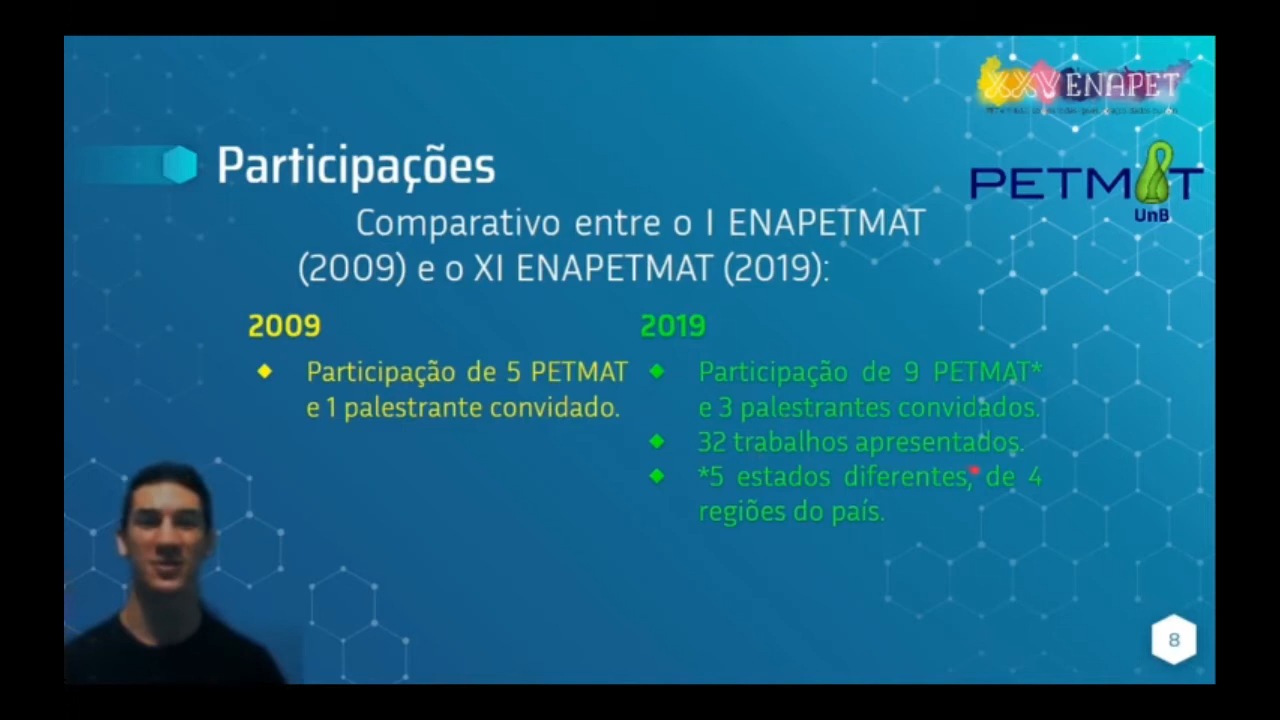 XXV ENAPET
PETMAT
UnB
Participações
Comparativo entre o I ENAPETMAT
(2009) e o XI ENAPETMAT (2019):
2009
Participação de 5 PETMAT
e 1 palestrante convidado.
2019
Participação de 9 PETMAT*
e 3 palestrantes convidados.
32 trabalhos apresentados.
*5 estados diferentes, de 4
regiões do país.
8